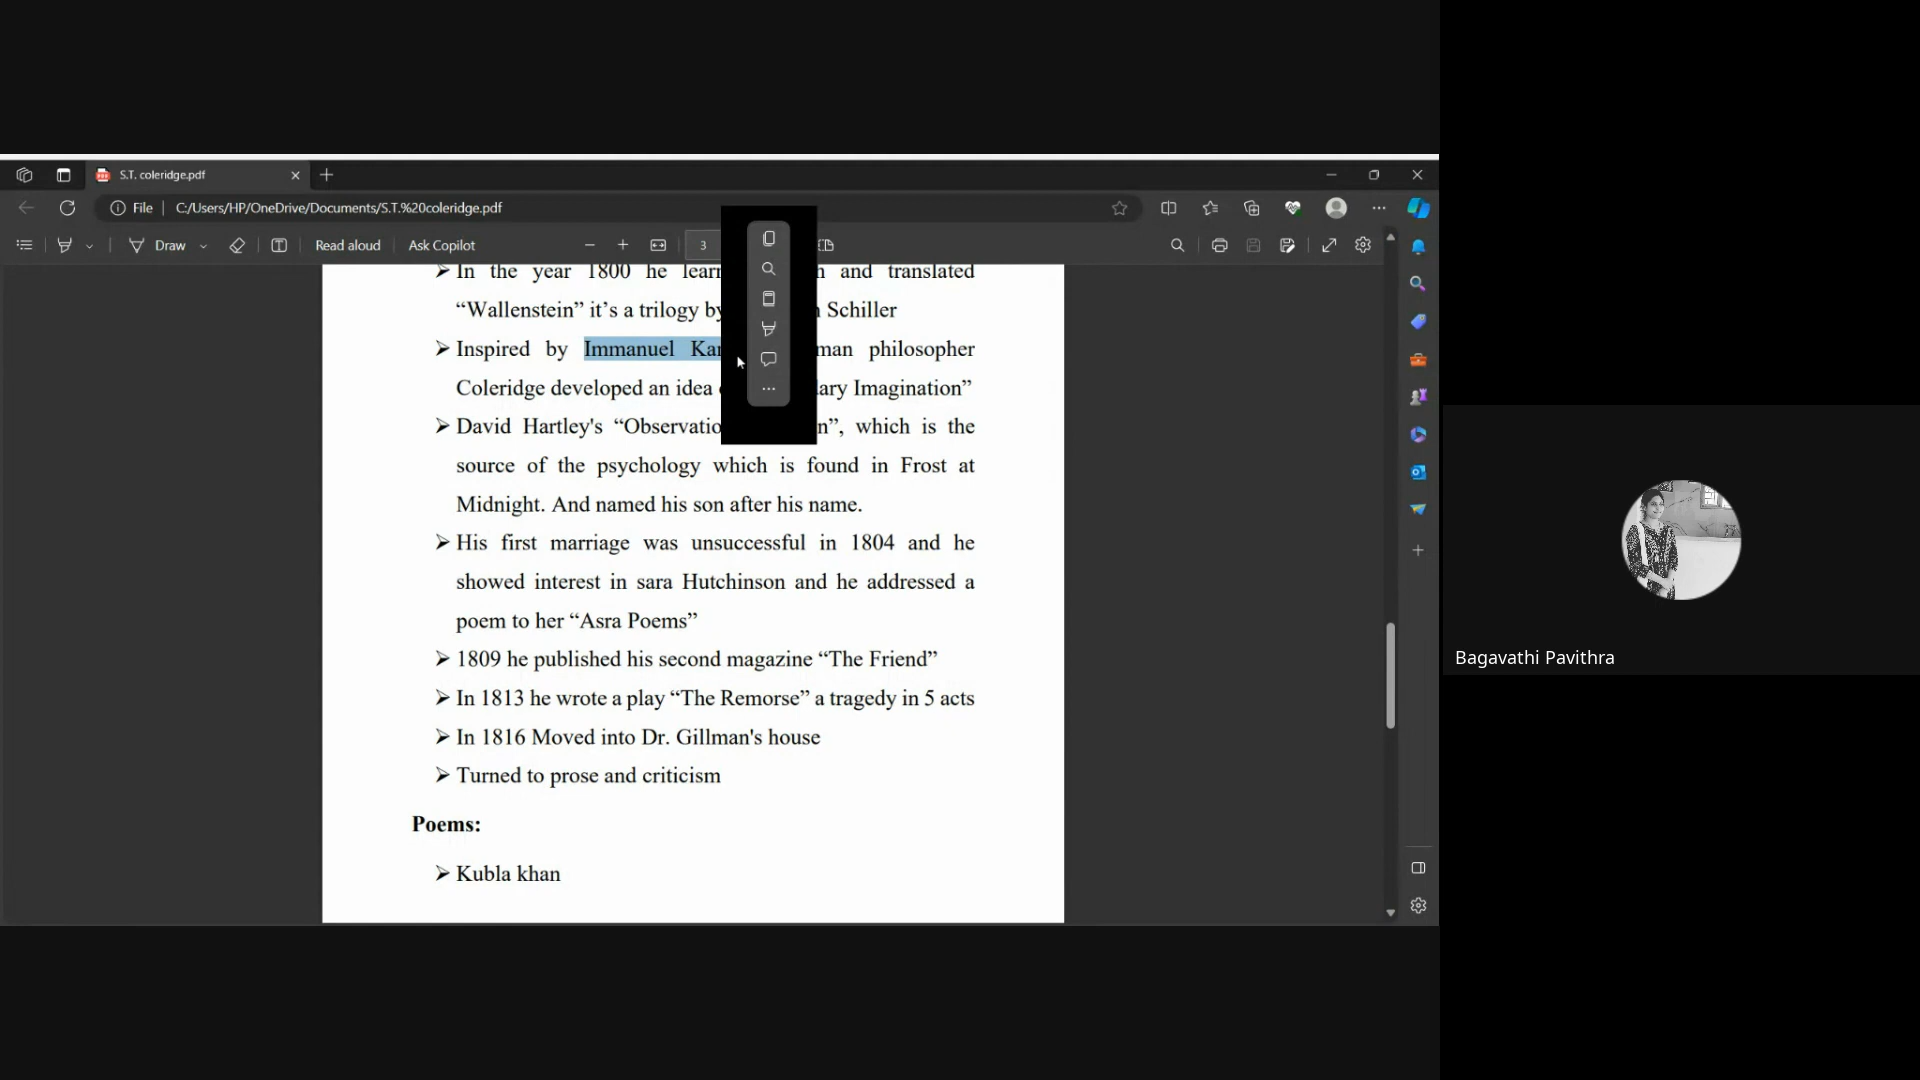 S.T. coleridge.pdf
File C:/Users/HP/OneDrive/Documents/S.T.%20coleridge.pdf
Draw Read aloud Ask Copilot 3
In the year 1800 he and translated
“Wallenstein” it’s a trilogy by Schiller
Inspired by Immanuel philosopher
Coleridge developed an idea Imagination”
David Hartley's “ which is the
source of the psychology which is found in Frost at
Midnight. And named his son after his name.
His first marriage was unsuccessful in 1804 and he
showed interest in sara Hutchinson and he addressed a
poem to her “Asra Poems”
1809 he published his second magazine “The Friend”
In 1813 he wrote a play “The Remorse” a tragedy in 5 acts
In 1816 Moved into Dr. Gillman's house
Turned to prose and criticism
Poems:
Kubla khan
Bagavathi Pavithra